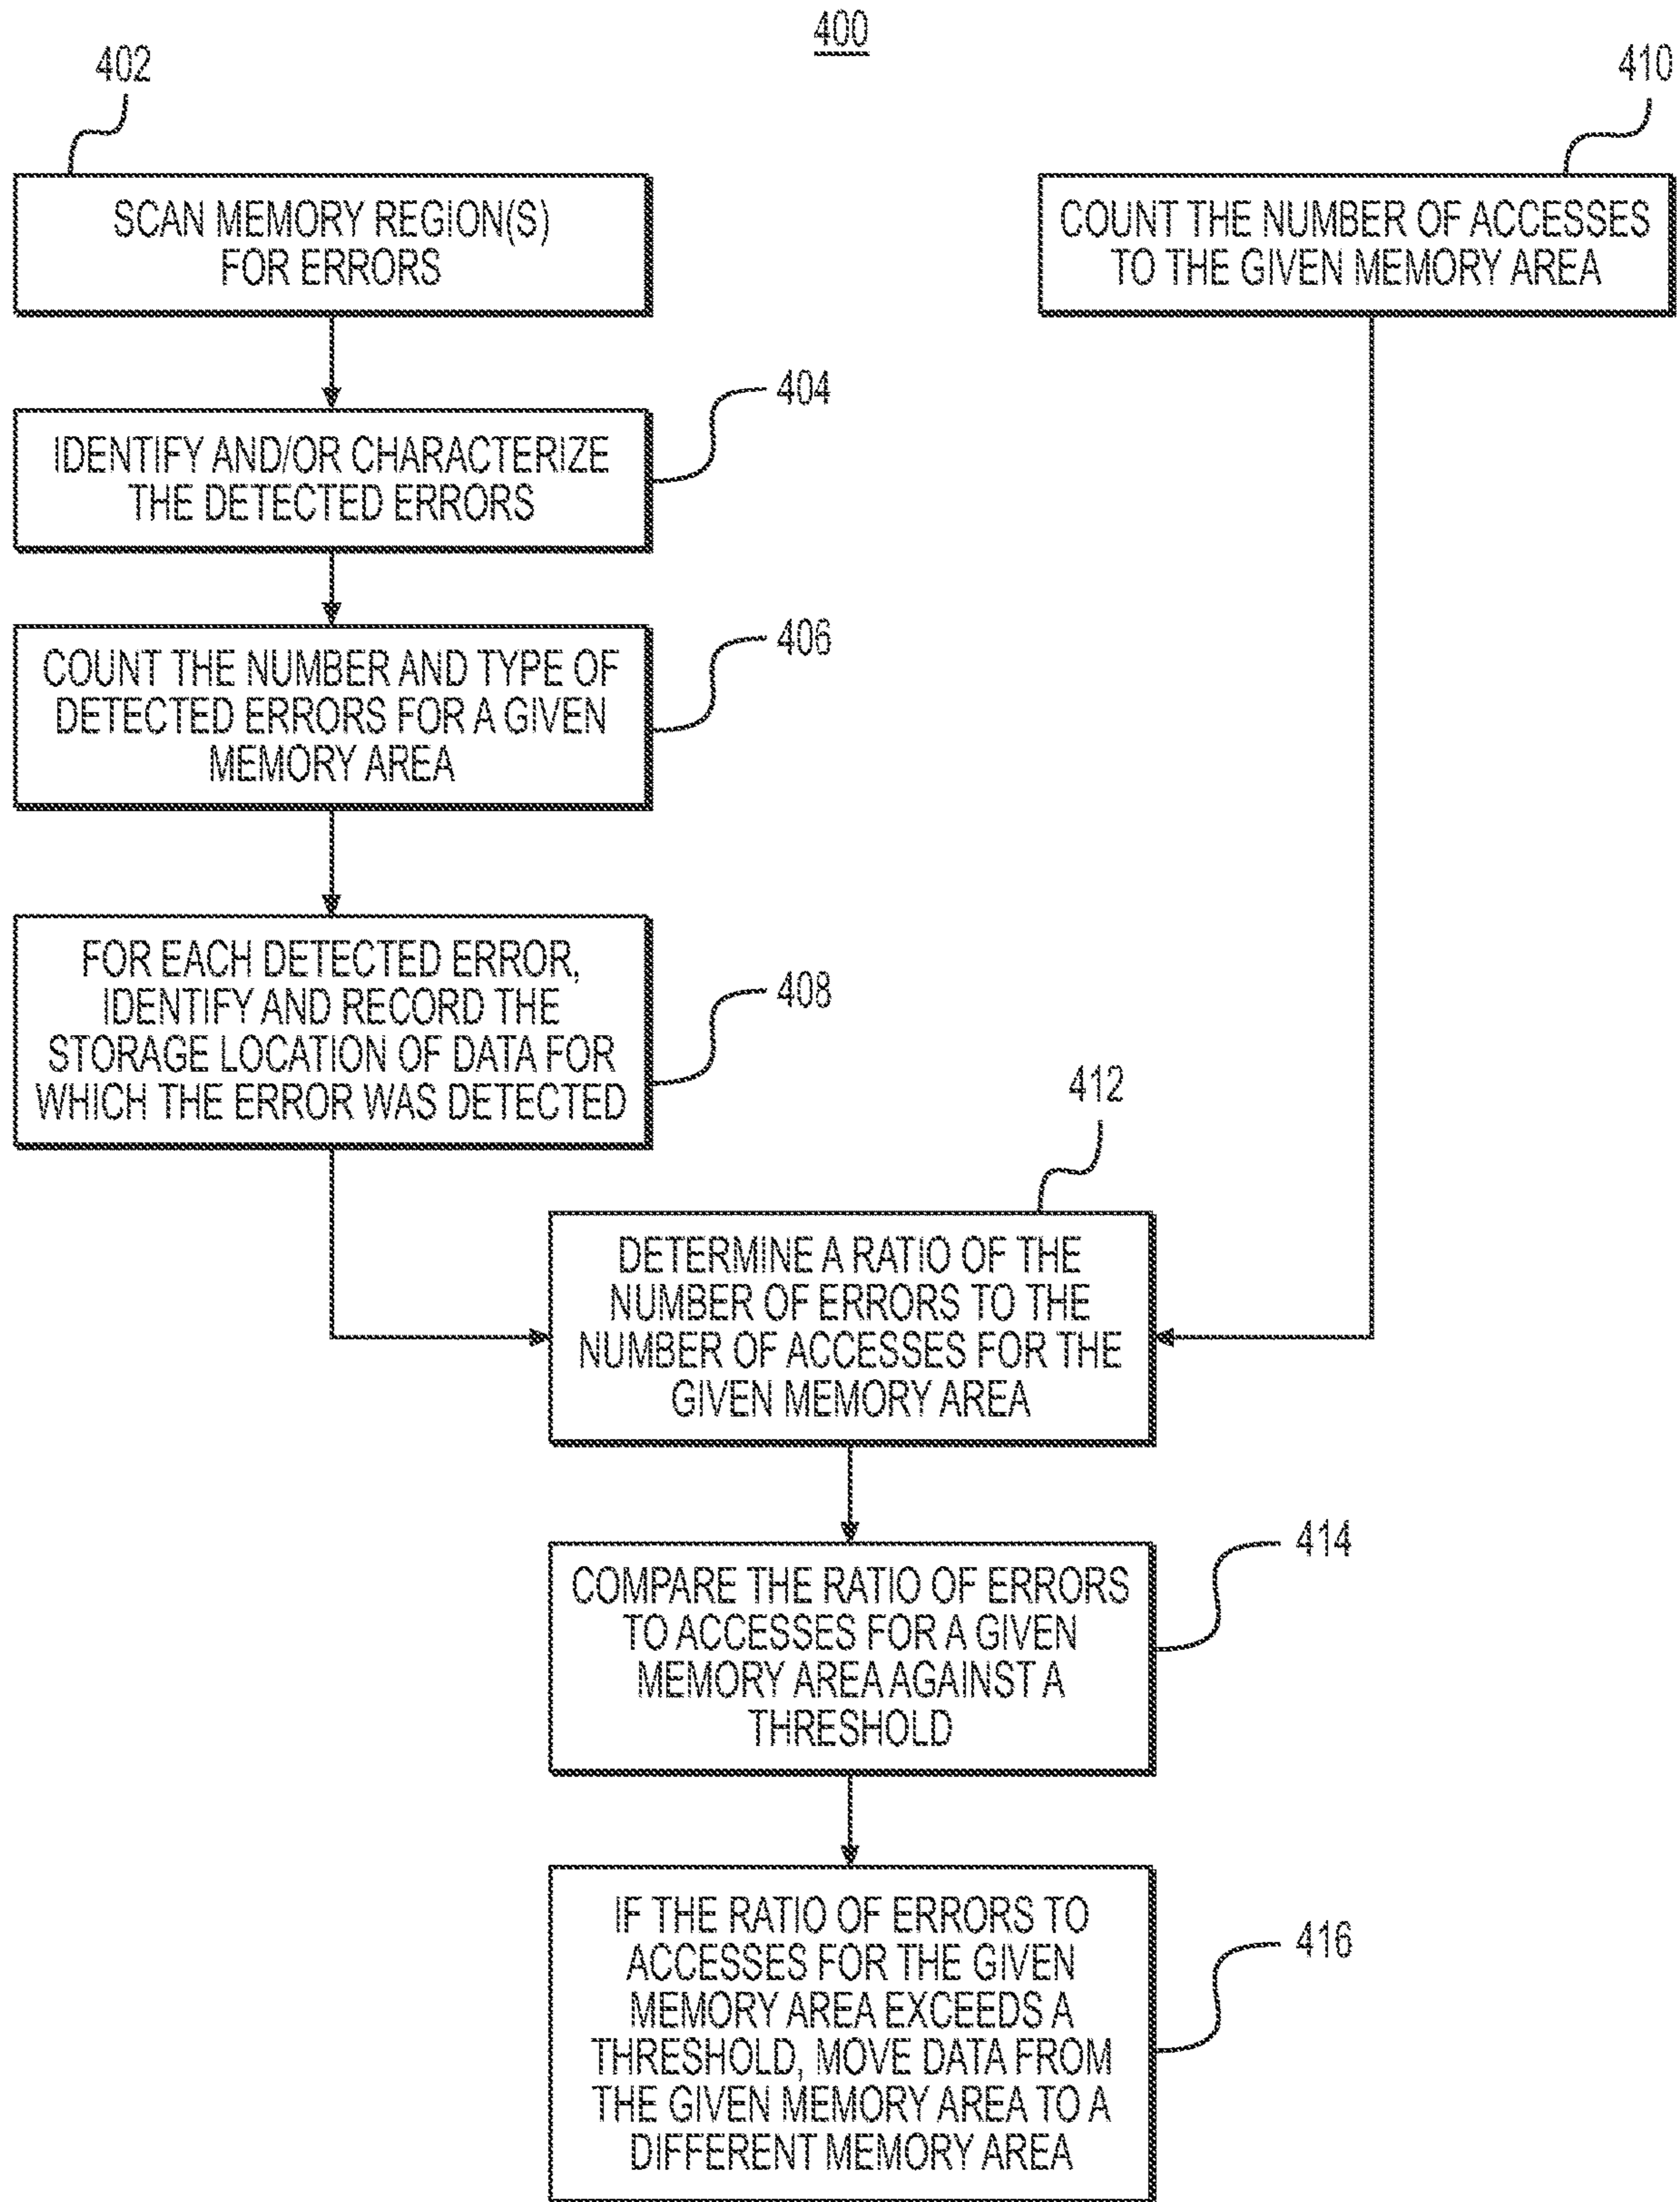 400
402
SCAN MEMORY REGION(S)
FOR ERRORS
410
COUNT THE NUMBER OF ACCESSES
TO THE GIVEN MEMORY AREA
404
IDENTIFY AND/OR CHARACTERIZE
THE DETECTED ERRORS
406
COUNT THE NUMBER AND TYPE OF
DETECTED ERRORS FOR A GIVEN
MEMORY AREA
408
FOR EACH DETECTED ERROR,
IDENTIFY AND RECORD THE
STORAGE LOCATION OF DATA FOR
WHICH THE ERROR WAS DETECTED
412
DETERMINE A RATIO OF THE
NUMBER OF ERRORS TO THE
NUMBER OF ACCESSES FOR THE
GIVEN MEMORY AREA
414
COMPARE THE RATIO OF ERRORS
TO ACCESSES FOR A GIVEN
MEMORY AREA AGAINST A
THRESHOLD
416
IF THE RATIO OF ERRORS TO
ACCESSES FOR THE GIVEN
MEMORY AREA EXCEEDS A
THRESHOLD, MOVE DATA FROM
THE GIVEN MEMORY AREA TO A
DIFFERENT MEMORY AREA